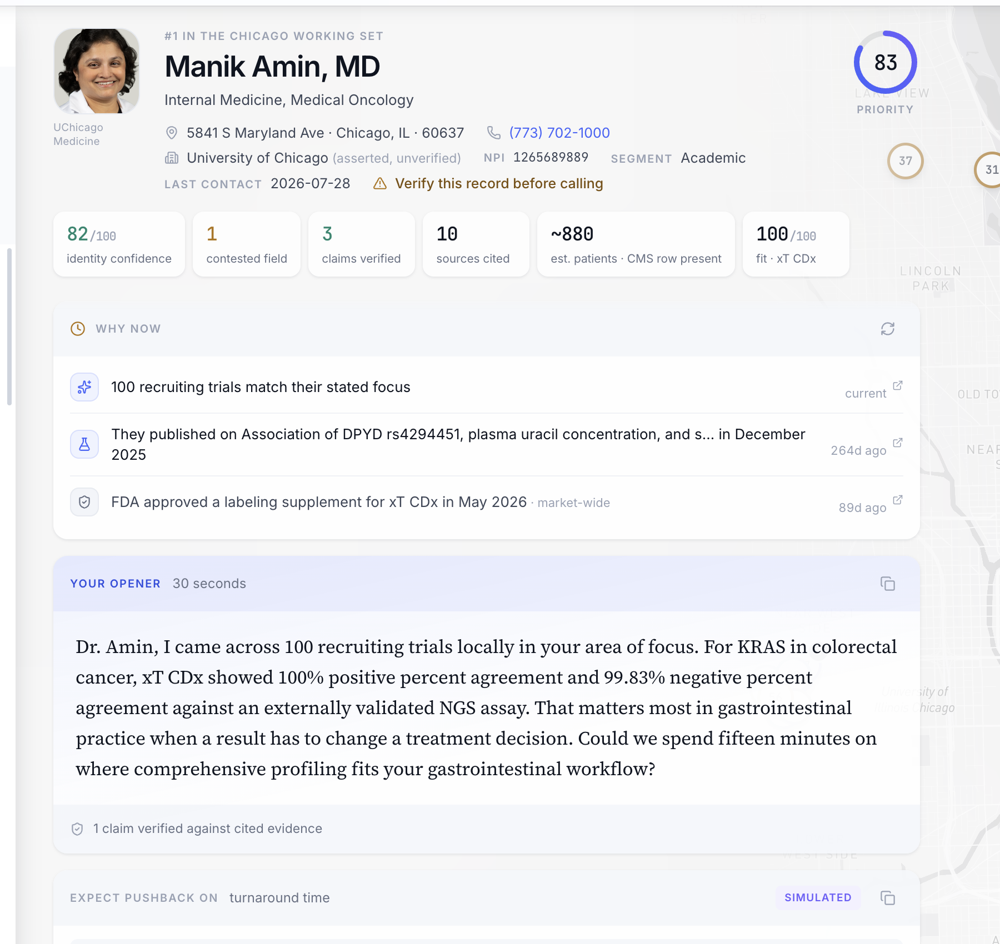 #1 IN THE CHICAGO WORKING SET
Manik Amin, MD
Internal Medicine, Medical Oncology
UChicago
Medicine
5841 S Maryland Ave · Chicago, IL · 60637
(773) 702-1000
University of Chicago (asserted, unverified)
NPI 1265689889
SEGMENT Academic
LAST CONTACT 2026-07-28
Verify this record before calling
83
LAKE VIEW
PRIORITY
37
31
82/100
identity confidence
1
contested field
3
claims verified
10
sources cited
~880
est. patients · CMS row present
100/100
fit · xT CDx
LINCOLN
PARK
WHY NOW
100 recruiting trials match their stated focus
current
OLD TO
They published on Association of DPYD rs4294451, plasma uracil concentration, and s... in December
2025
264d ago
NEAR
S
FDA approved a labeling supplement for xT CDx in May 2026 · market-wide
89d ago
YOUR OPENER 30 seconds
Dr. Amin, I came across 100 recruiting trials locally in your area of focus. For KRAS in colorectal
cancer, xT CDx showed 100% positive percent agreement and 99.83% negative percent
agreement against an externally validated NGS assay. That matters most in gastrointestinal
practice when a result has to change a treatment decision. Could we spend fifteen minutes on
where comprehensive profiling fits your gastrointestinal workflow?
University of
Illinois Chicago
1 claim verified against cited evidence
WEST SIDE
EXPECT PUSHBACK ON turnaround time
SIMULATED